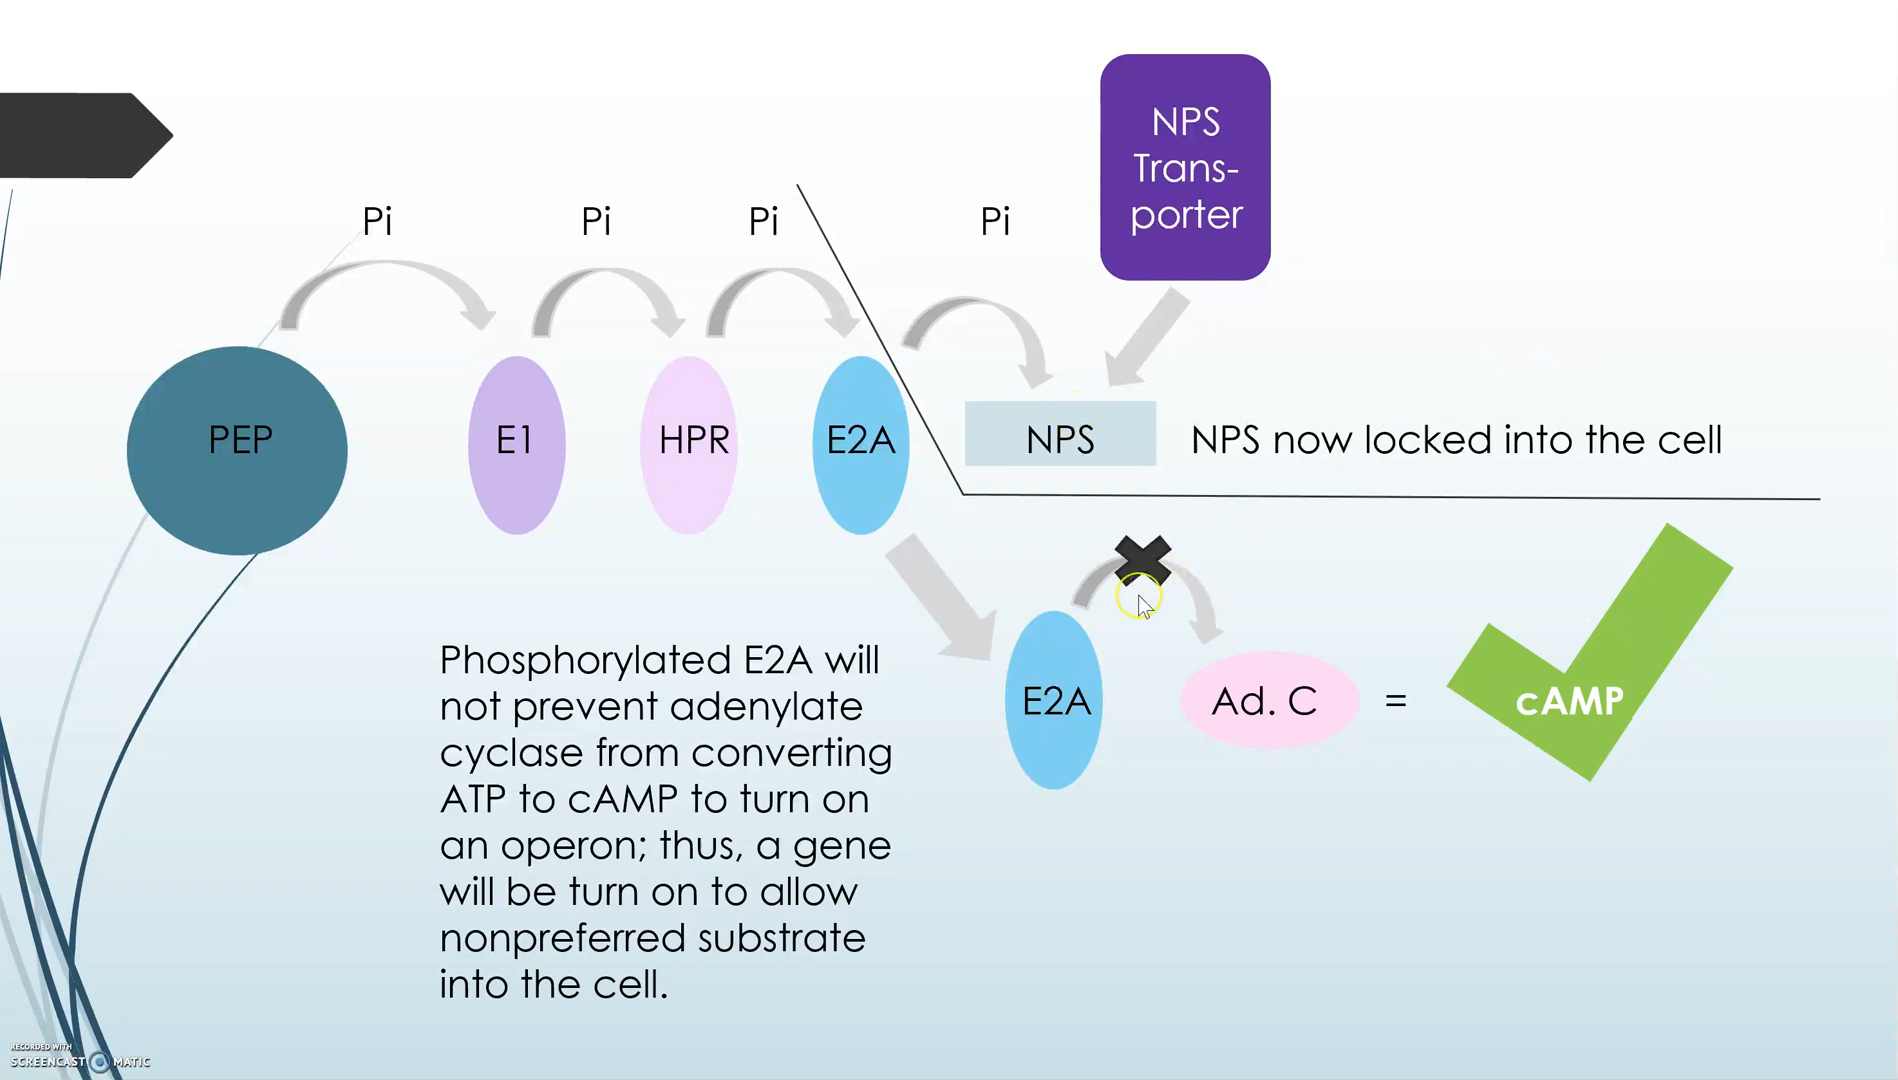 NPS
Trans-
porter
Pi
Pi
Pi
Pi
PEP
E1
HPR
E2A
NPS
NPS now locked into the cell
E2A
Ad. C
=
cAMP
Phosphorylated E2A will
not prevent adenylate
cyclase from converting
ATP to cAMP to turn on
an operon; thus, a gene
will be turn on to allow
nonpreferred substrate
into the cell.
RECORDED WITH
SCREENCAST MATIC